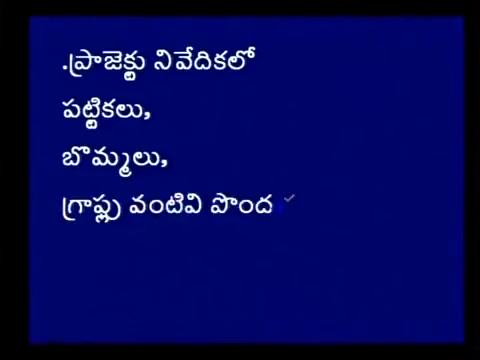 .ప్రాజెక్టు నివేదికలో
పట్టికలు,
బొమ్మలు,
గ్రాఫ్లు వంటివి పొంద